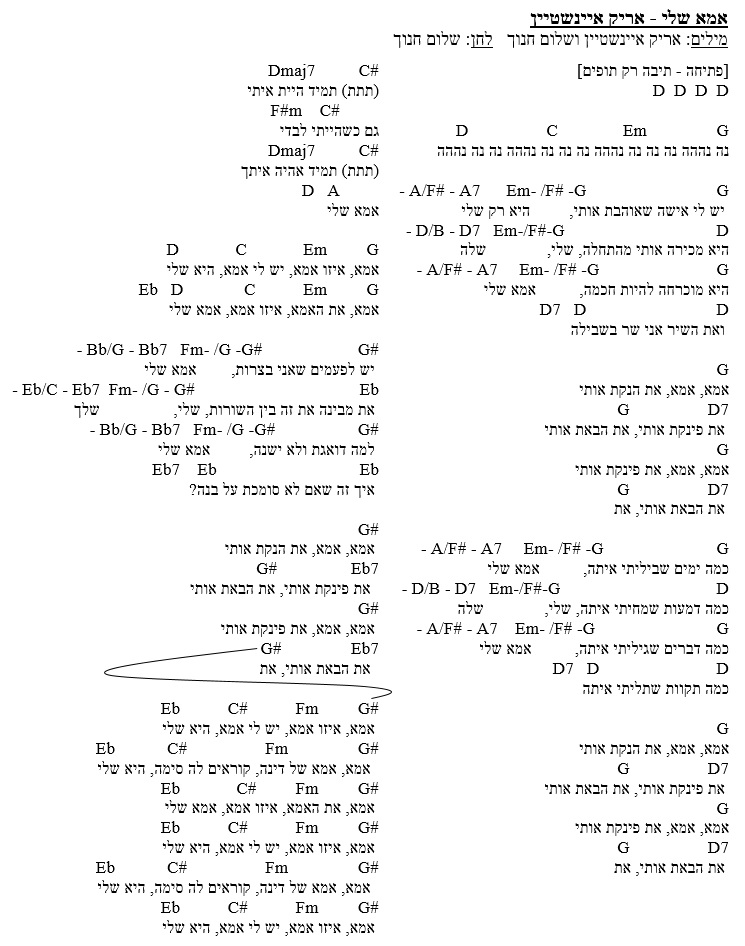 אמא שלי - אריק איינשטיין
מילים: אריק איינשטיין ושלום חנוך   לחן: שלום חנוך
[פתיחה - תיבה רק תופים]
D D D D
D C Em G
נה נההה נה נה נה נההה נה נה נה נההה נה נה נה נההה
- A/F# - A7 Em- /F# -G G
יש לי אישה שאוהבת אותי, היא רק שלי
- D/B - D7 Em-/F#-G D
היא מכירה אותי מהתחלה, שלי, שלה
- A/F# - A7 Em- /F# -G G
היא מוכרחה להיות חכמה, אמא שלי
D7 D D
ואת השיר אני שר בשבילה
G
אמא, אמא, את הנקת אותי
G D7
את פינקת אותי, את הבאת אותי
G
אמא, אמא, את פינקת אותי
G D7
את הבאת אותי, את
- A/F# - A7 Em- /F# -G G
כמה ימים שביליתי איתה, אמא שלי
- D/B - D7 Em-/F#-G D
כמה דמעות שמחיתי איתה, שלי, שלה
- A/F# - A7 Em- /F# -G G
כמה דברים שגיליתי איתה, אמא שלי
D7 D D
כמה תקוות שתליתי איתה
G
אמא, אמא, את הנקת אותי
G D7
את פינקת אותי, את הבאת אותי
G
אמא, אמא, את פינקת אותי
G D7
את הבאת אותי, את
Dmaj7 C#
(תתת) תמיד היית איתי
F#m C#
גם כשהייתי לבדי
Dmaj7 C#
(תתת) תמיד אהיה איתך
D A
אמא שלי
D C Em G
אמא, איזו אמא, יש לי אמא, היא שלי
Eb D C Em G
אמא, את האמא, איזו אמא, אמא שלי
- Bb/G - Bb7 Fm- /G -G# G#
יש לפעמים שאני בצרות, אמא שלי
- Eb/C - Eb7 Fm- /G - G# Eb
את מבינה את זה בין השורות, שלי, שלך
- Bb/G - Bb7 Fm- /G -G# G#
למה דואגת ולא ישנה, אמא שלי
Eb7 Eb Eb
איך זה שאם לא סומכת על בנה?
G#
אמא, אמא, את הנקת אותי
G# Eb7
את פינקת אותי, את הבאת אותי
G#
אמא, אמא, את פינקת אותי
G# Eb7
את הבאת אותי, את
Eb C# Fm G#
אמא, איזו אמא, יש לי אמא, היא שלי
Eb C# Fm G#
אמא, אמא של דינה, קוראים לה סימה, היא שלי
Eb C# Fm G#
אמא, את האמא, איזו אמא, אמא שלי
Eb C# Fm G#
אמא, איזו אמא, יש לי אמא, היא שלי
Eb C# Fm G#
אמא, אמא של דינה, קוראים לה סימה, היא שלי
Eb C# Fm G#
אמא, איזו אמא, יש לי אמא, היא שלי